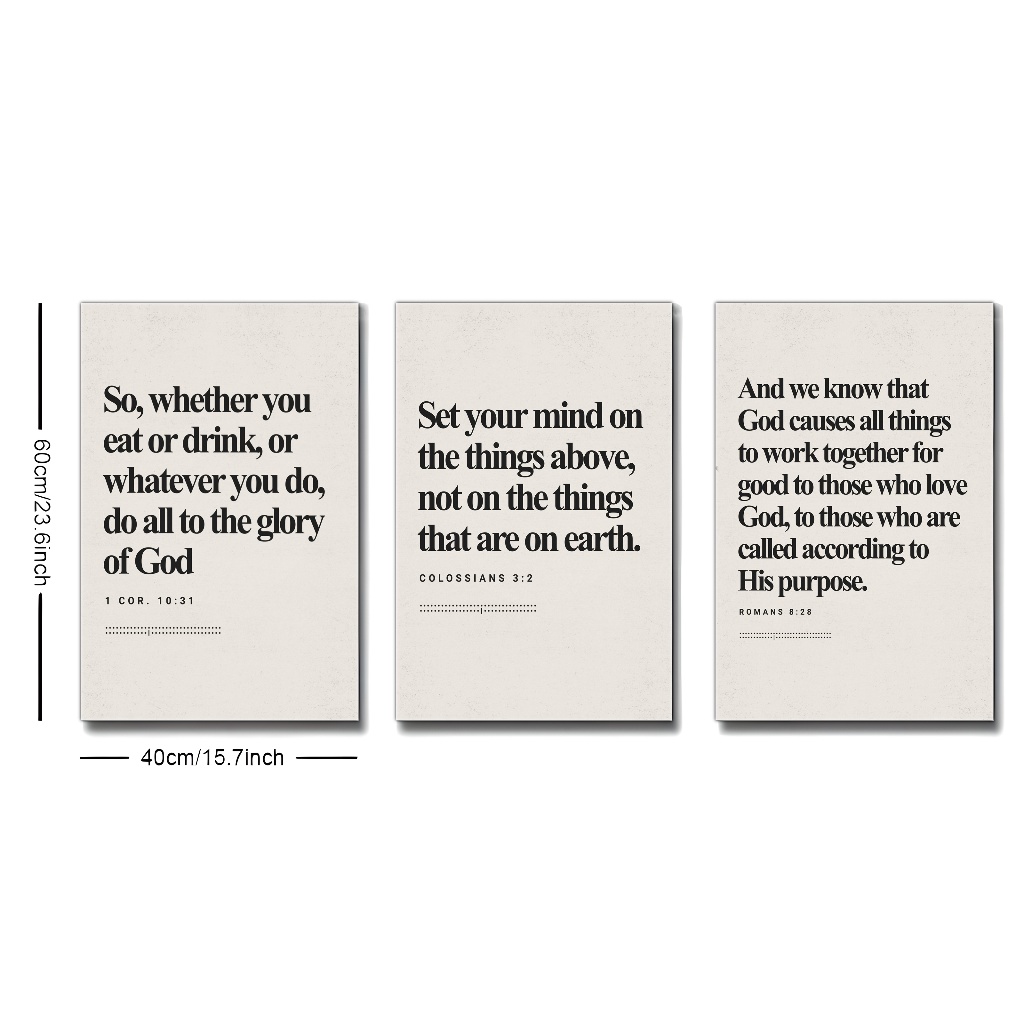 So, whether you
eat or drink, or
whatever you do,
do all to the glory
of God
1 COR. 10:31
Set your mind on
the things above,
not on the things
that are on earth.
COLOSSIANS 3:2
And we know that
God causes all things
to work together for
good to those who love
God, to those who are
called according to
His purpose.
ROMANS 8:28
60cm/23.6inch
40cm/15.7inch